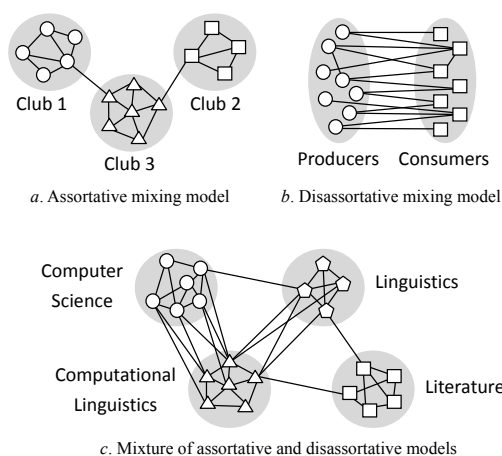 Club 1
Club 2
Club 3
Producers
Consumers
a. Assortative mixing model
b. Disassortative mixing model
Computer
Science
Linguistics
Computational
Linguistics
Literature
c. Mixture of assortative and disassortative models